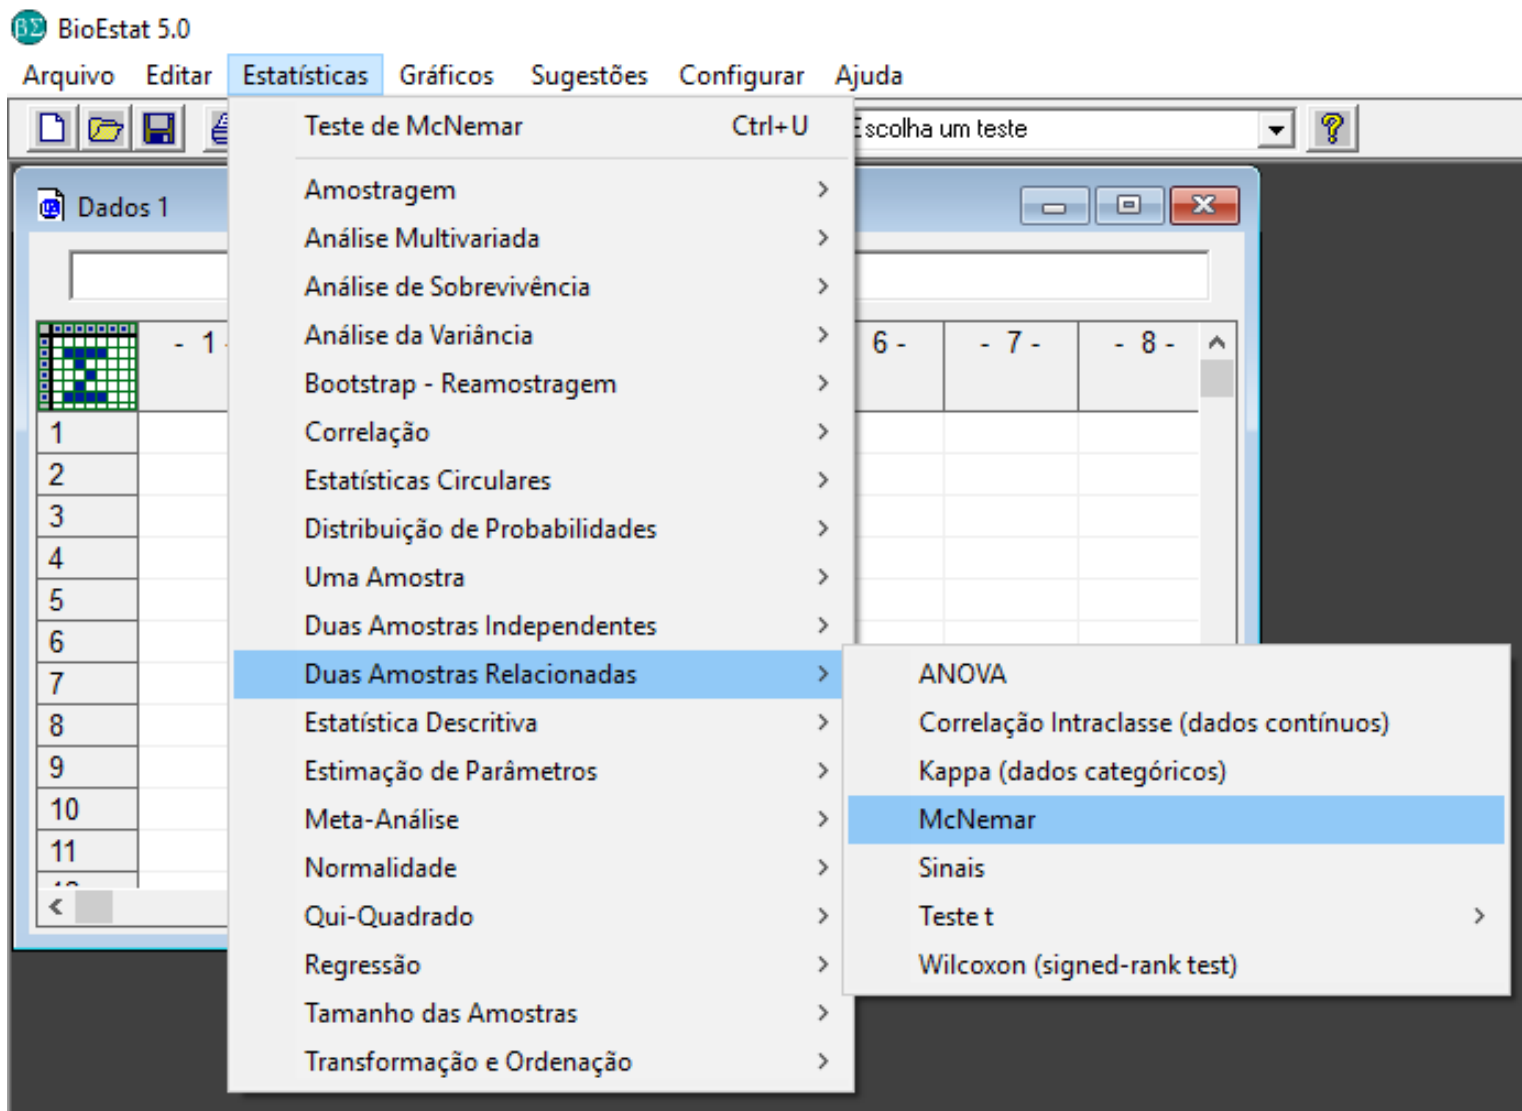 BioEstat 5.0
Arquivo Editar Estatísticas Gráficos Sugestões Configurar Ajuda
Teste de McNemar Ctrl+U
Escolha um teste
Dados 1
Amostragem
Análise Multivariada
Análise de Sobrevivência
Análise da Variância
Bootstrap - Reamostragem
Correlação
Estatísticas Circulares
Distribuição de Probabilidades
Uma Amostra
Duas Amostras Independentes
Duas Amostras Relacionadas
Estatística Descritiva
Estimação de Parâmetros
Meta-Análise
Normalidade
Qui-Quadrado
Regressão
Tamanho das Amostras
Transformação e Ordenação
ANOVA
Correlação Intraclasse (dados contínuos)
Kappa (dados categóricos)
McNemar
Sinais
Teste t
Wilcoxon (signed-rank test)
- 1 6 - - 7 - - 8 -
1
2
3
4
5
6
7
8
9
10
11